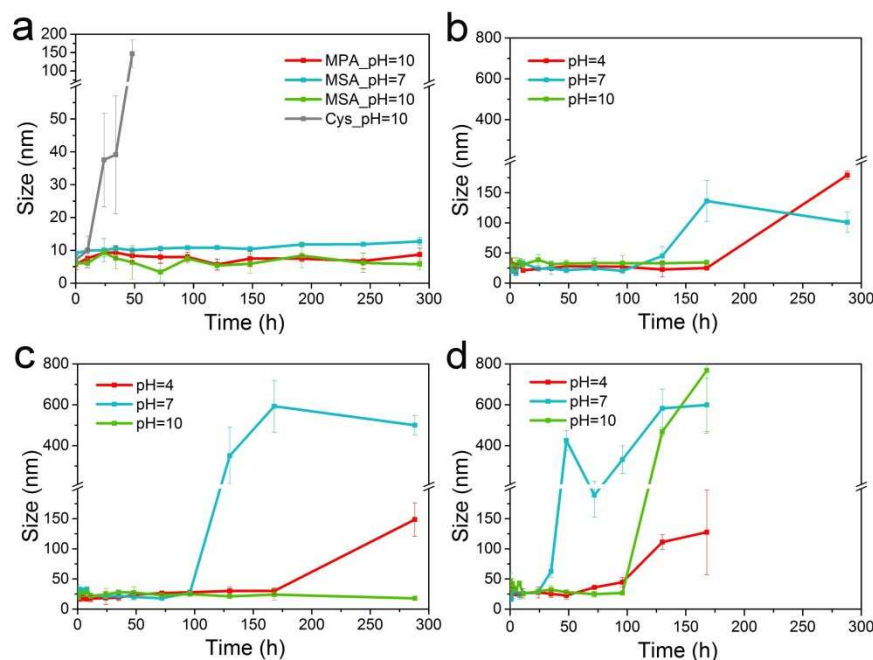 a
Size (nm)
200
150
100
50
40
30
20
10
0
0 50 100 150 200 250 300
Time (h)
MPA_pH=10
MSA_pH=7
MSA_pH=10
Cys_pH=10
b
Size (nm)
800
600
400
150
100
50
0
0 50 100 150 200 250 300
Time (h)
pH=4
pH=7
pH=10
c
Size (nm)
800
600
400
150
100
50
0
0 50 100 150 200 250 300
Time (h)
pH=4
pH=7
pH=10
d
Size (nm)
800
600
400
150
100
50
0
0 50 100 150 200 250 300
Time (h)
pH=4
pH=7
pH=10